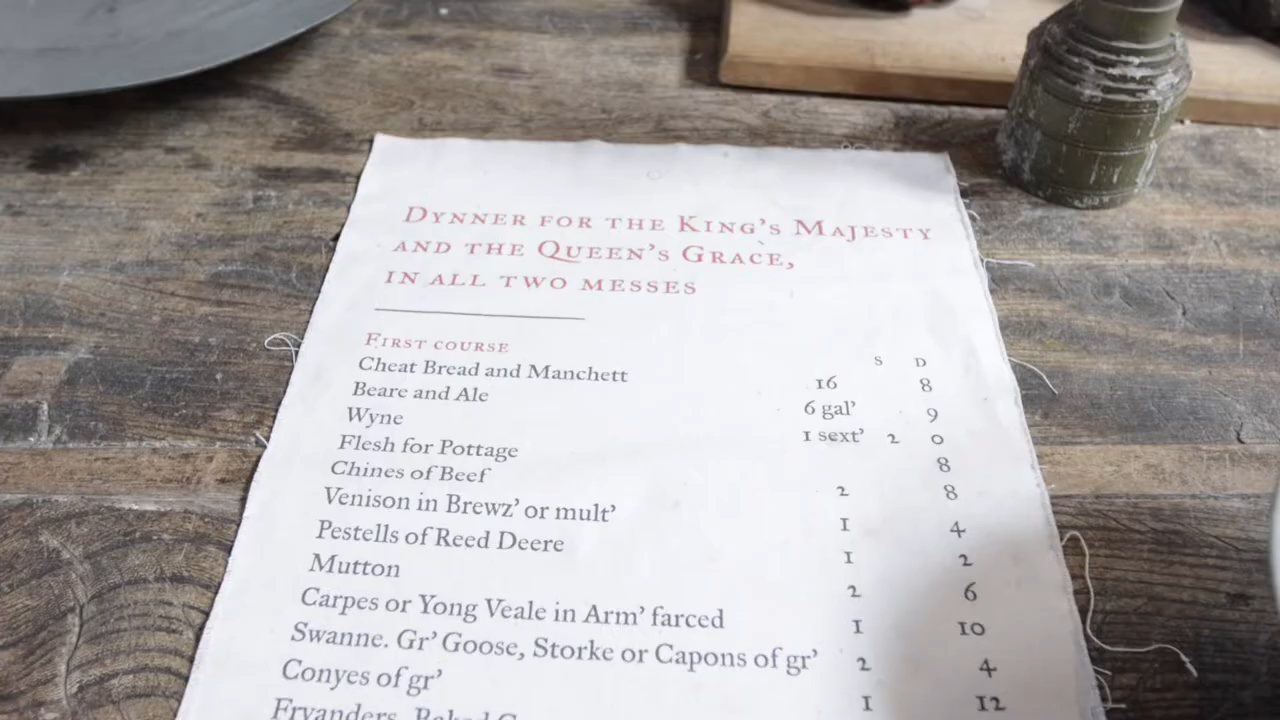 DYNNER FOR THE KING'S MAJESTY
AND THE QUEEN'S GRACE,
IN ALL TWO MESSES
FIRST COURSE
S D
Cheat Bread and Manchett 16 8
Beare and Ale 6 gal' 9
Wyne 1 sext' 2 0
Flesh for Pottage 8
Chines of Beef 2 8
Venison in Brewz' or mult' 1 4
Pestells of Reed Deere 1 2
Mutton 2 6
Carpes or Yong Veale in Arm' farced 1 10
Swanne. Gr' Goose, Storke or Capons of gr' 2 4
Conyes of gr' 1 12
Fryanders, Baked